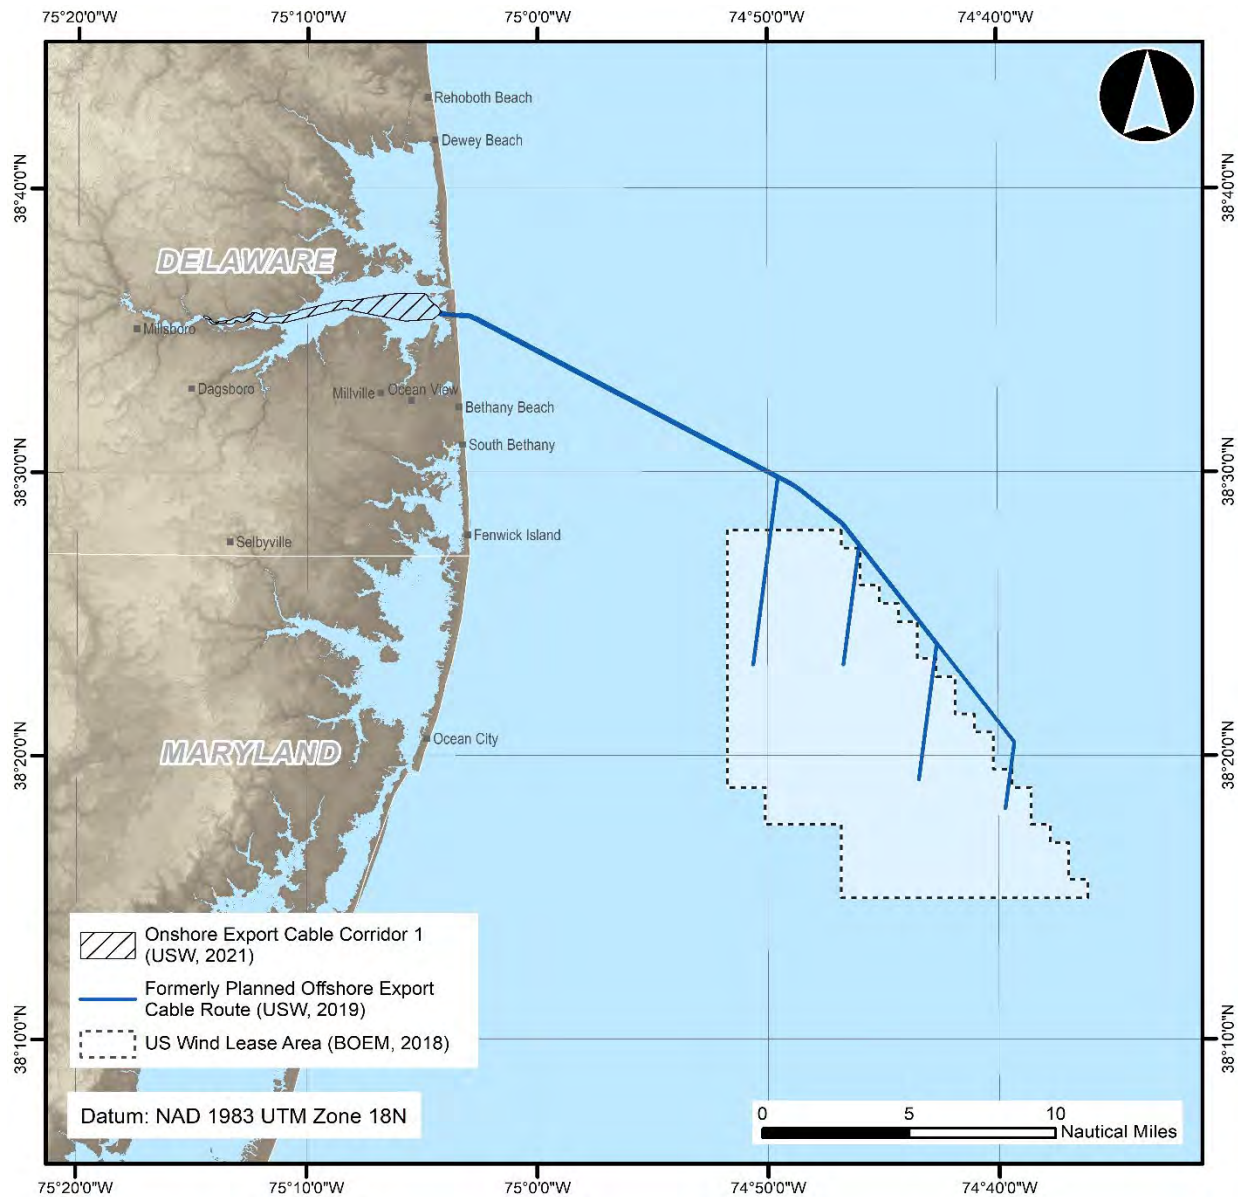 75°20'0"W 75°10'0"W 75°0'0"W 74°50'0"W 74°40'0"W
Rehoboth Beach
Dewey Beach
38°40'0"N 38°40'0"N
DELAWARE
Millsboro
Dagsboro
Millville
Ocean View
Bethany Beach
South Bethany
38°30'0"N 38°30'0"N
Fenwick Island
Selbyville
Ocean City
MARYLAND
38°20'0"N 38°20'0"N
Onshore Export Cable Corridor 1
(USW, 2021)
Formerly Planned Offshore Export
Cable Route (USW, 2019)
US Wind Lease Area (BOEM, 2018)
38°10'0"N 38°10'0"N
Datum: NAD 1983 UTM Zone 18N
0 5 10
Nautical Miles
75°20'0"W 75°10'0"W 75°0'0"W 74°50'0"W 74°40'0"W